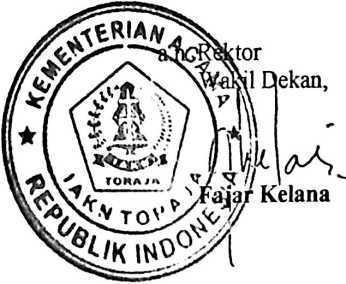 a.n. Rektor
Wakil Dekan,
KEMENTERIAN AGAMA
TORAJA
IAKN TORAJA
REPUBLIK INDONESIA
Fajar Kelana